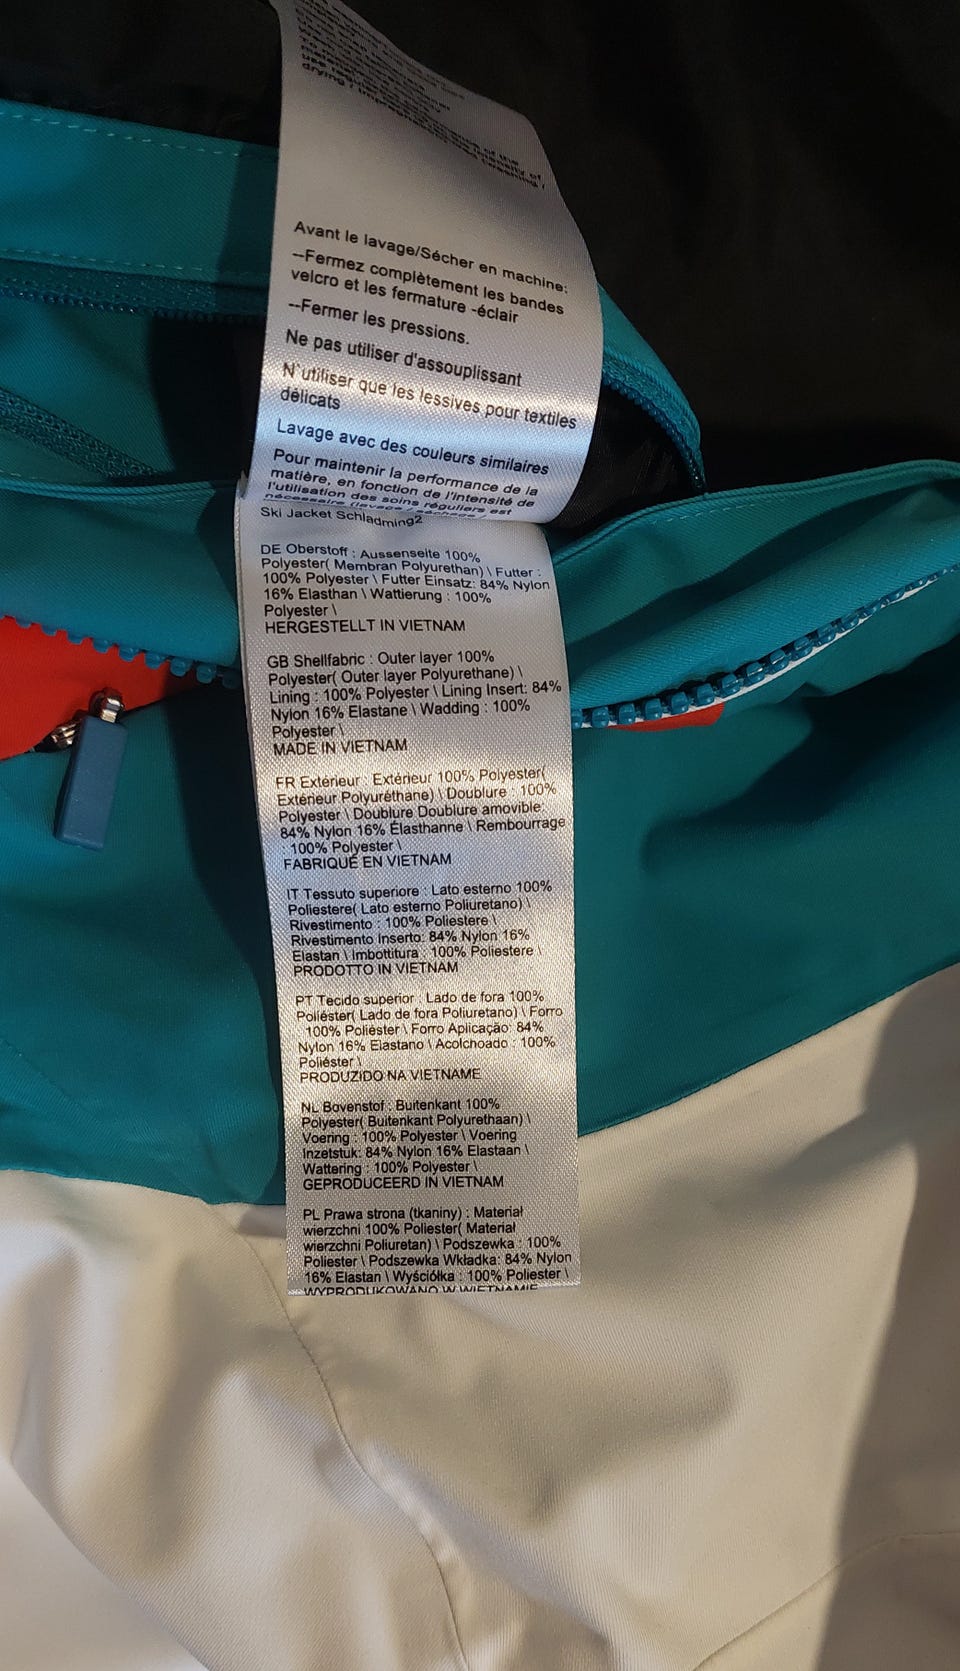 Avant le lavage/Sécher en machine:
--Fermez complètement les bandes
velcro et les fermature -éclair
--Fermer les pressions.
Ne pas utiliser d'assouplissant
N`utiliser que les lessives pour textiles
délicats
Lavage avec des couleurs similaires
Pour maintenir la performance de la
matière, en fonction de l'intensité de
l'utilisation des soins réguliers est
nécessaire (lavage / séchage /
Ski Jacket Schladming2
DE Oberstoff : Aussenseite 100%
Polyester( Membran Polyurethan) \ Futter :
100% Polyester \ Futter Einsatz: 84% Nylon
16% Elasthan \ Wattierung : 100%
Polyester \
HERGESTELLT IN VIETNAM
GB Shellfabric : Outer layer 100%
Polyester( Outer layer Polyurethane) \
Lining : 100% Polyester \ Lining Insert: 84%
Nylon 16% Elastane \ Wadding : 100%
Polyester \
MADE IN VIETNAM
FR Extérieur : Extérieur 100% Polyester(
Extérieur Polyuréthane) \ Doublure : 100%
Polyester \ Doublure Doublure amovible:
84% Nylon 16% Élasthanne \ Rembourrage
: 100% Polyester \
FABRIQUÉ EN VIETNAM
IT Tessuto superiore : Lato esterno 100%
Poliestere( Lato esterno Poliuretano) \
Rivestimento : 100% Poliestere \
Rivestimento Inserto: 84% Nylon 16%
Elastan \ Imbottitura : 100% Poliestere \
PRODOTTO IN VIETNAM
PT Tecido superior : Lado de fora 100%
Poliéster( Lado de fora Poliuretano) \ Forro
: 100% Poliéster \ Forro Aplicação: 84%
Nylon 16% Elastano \ Acolchoado : 100%
Poliéster \
PRODUZIDO NA VIETNAME
NL Bovenstof : Buitenkant 100%
Polyester( Buitenkant Polyurethaan) \
Voering : 100% Polyester \ Voering
Inzetstuk: 84% Nylon 16% Elastaan \
Wattering : 100% Polyester \
GEPRODUCEERD IN VIETNAM
PL Prawa strona (tkaniny) : Materiał
wierzchni 100% Poliester( Materiał
wierzchni Poliuretan) \ Podszewka : 100%
Poliester \ Podszewka Wkładka: 84% Nylon
16% Elastan \ Wyściółka : 100% Poliester \
WYPRODUKOWANO W WIETNAMIE